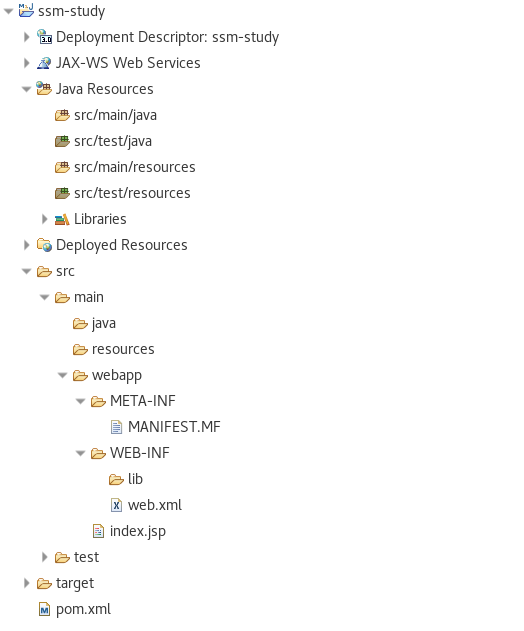 ssm-study
Deployment Descriptor: ssm-study
JAX-WS Web Services
Java Resources
src/main/java
src/test/java
src/main/resources
src/test/resources
Libraries
Deployed Resources
src
main
java
resources
webapp
META-INF
MANIFEST.MF
WEB-INF
lib
web.xml
index.jsp
test
target
pom.xml